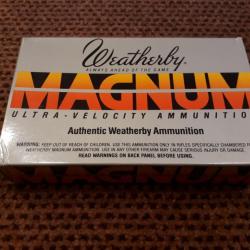 Weatherby®
ALWAYS AHEAD OF THE GAME
MAGNUM
ULTRA-VELOCITY AMMUNITION
Authentic Weatherby Ammunition
WARNING: KEEP OUT OF REACH OF CHILDREN. USE THIS AMMUNITION ONLY IN RIFLES SPECIFICALLY CHAMBERED F
WEATHERBY MAGNUM AMMUNITION. USE IN ANY OTHER FIREARM MAY CAUSE SERIOUS INJURY OR DAMAGE.
READ WARNINGS ON BACK PANEL BEFORE USING.